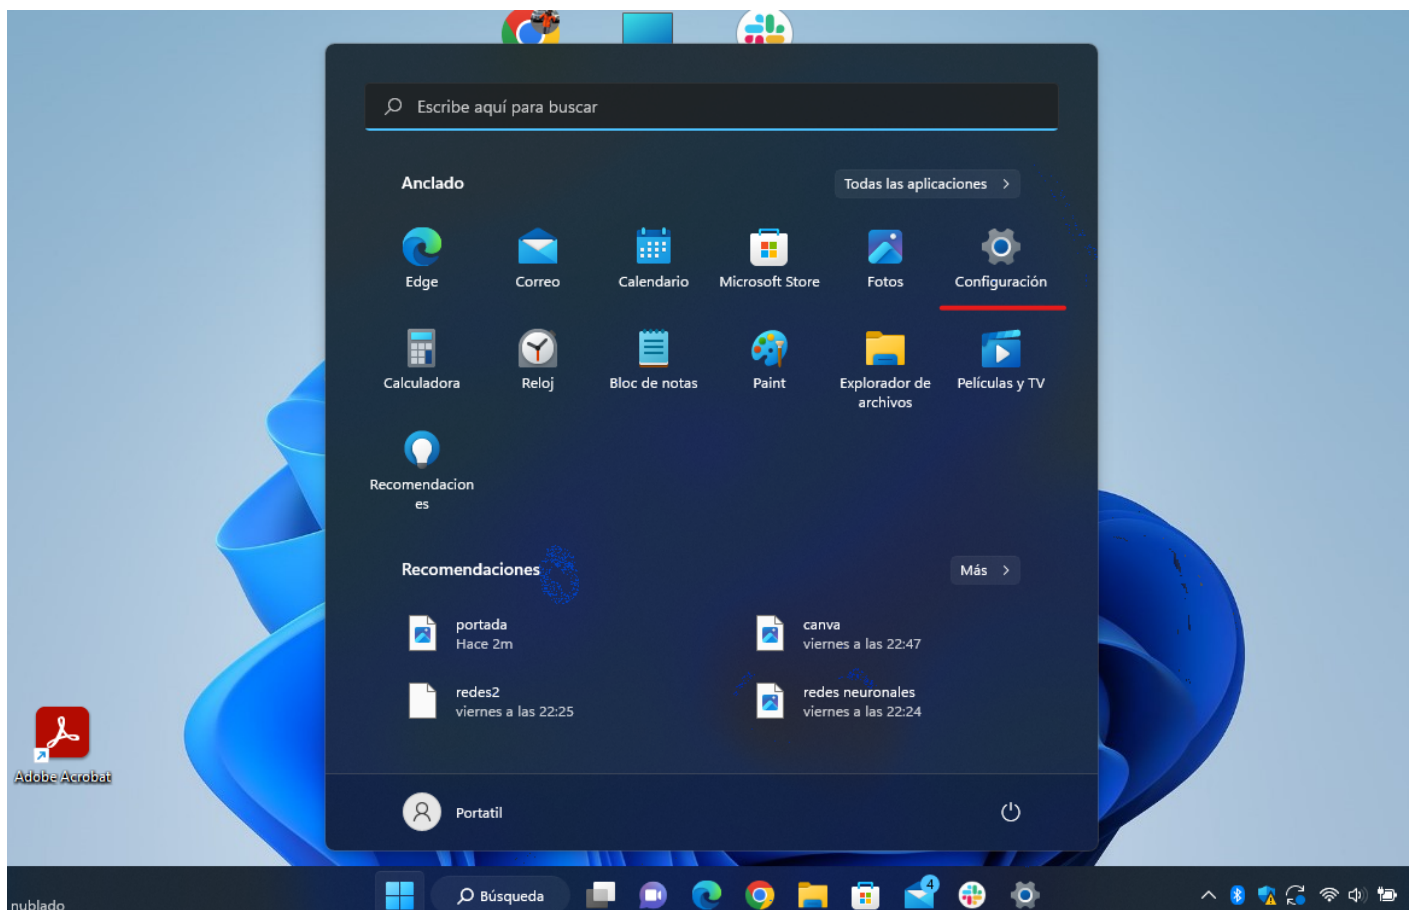 Escribe aquí para buscar
Anclado
Todas las aplicaciones
Edge
Correo
Calendario
Microsoft Store
Fotos
Configuración
Calculadora
Reloj
Bloc de notas
Paint
Explorador de
archivos
Películas y TV
Recomendacion
es
Recomendaciones
Más
portada
Hace 2m
canva
viernes a las 22:47
redes2
viernes a las 22:25
redes neuronales
viernes a las 22:24
Adobe Acrobat
Portatil
nublado
Búsqueda
4